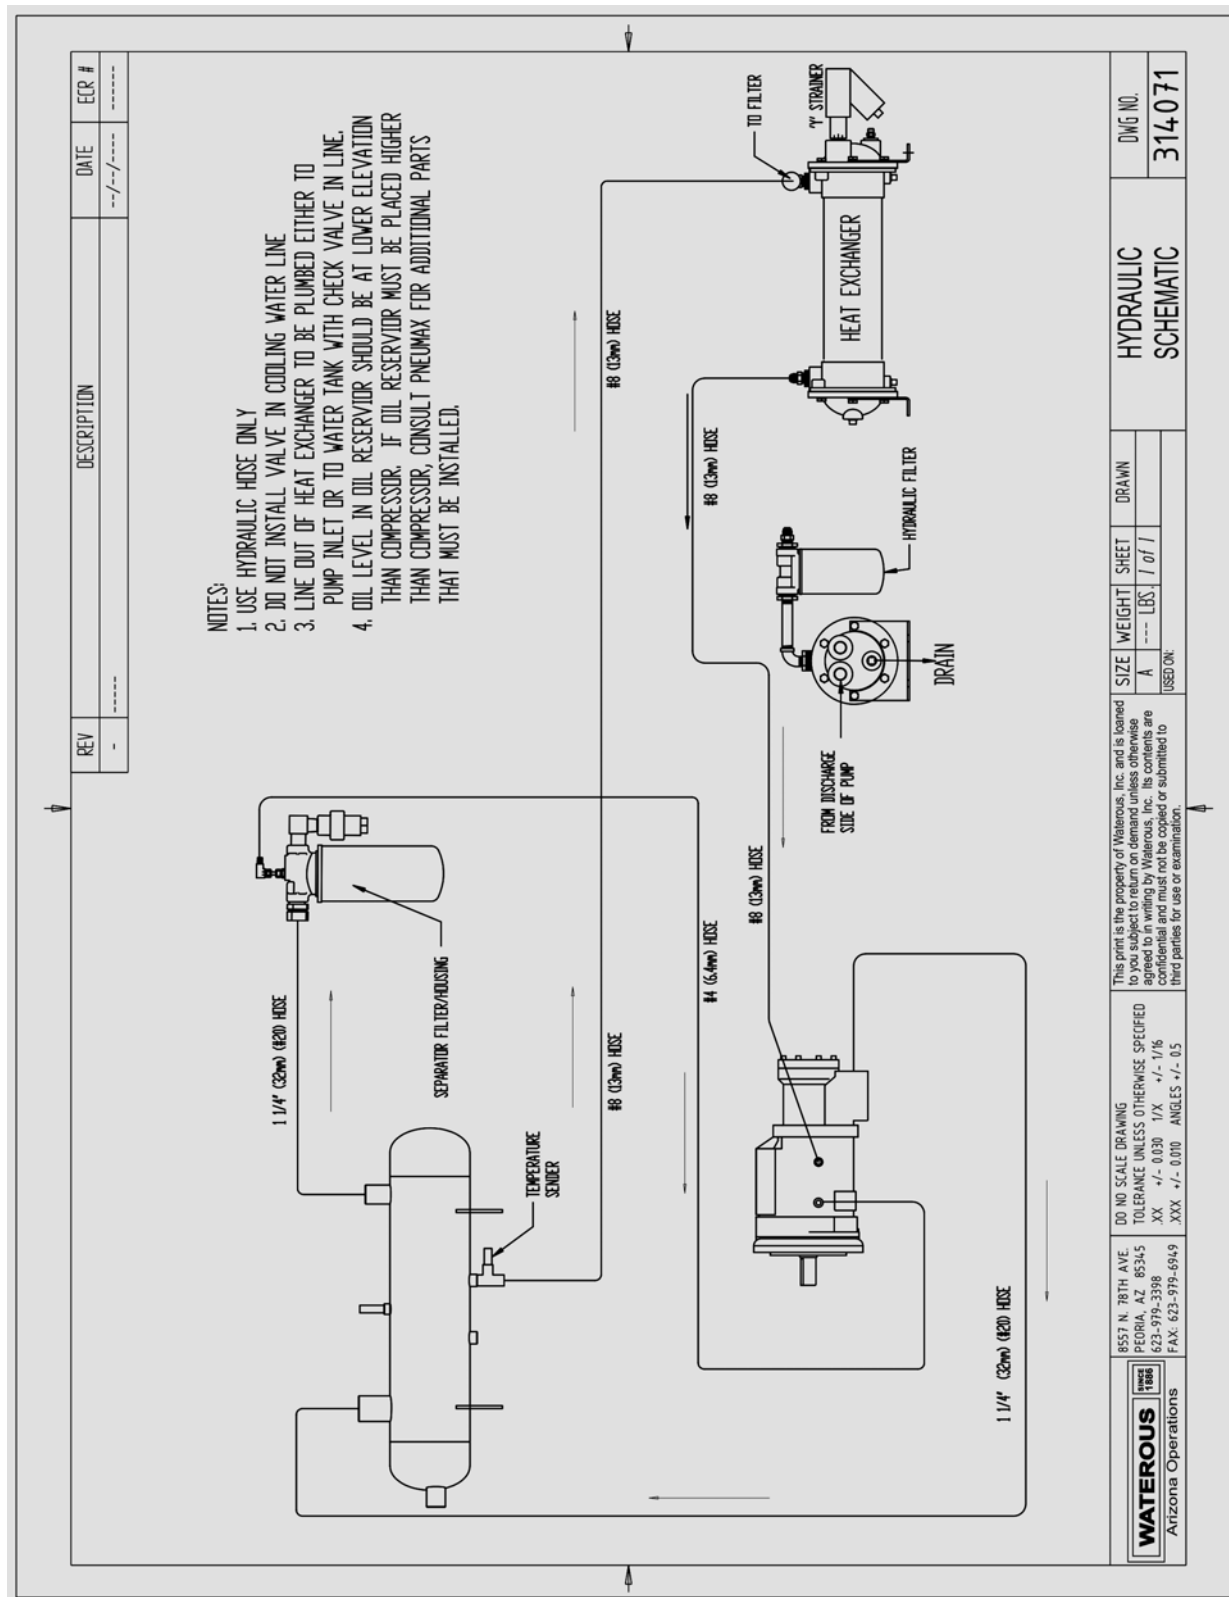 REV DESCRIPTION DATE ECR #
- ----- --/--/---- ------
NOTES:
1. USE HYDRAULIC HOSE ONLY
2. DO NOT INSTALL VALVE IN COOLING WATER LINE
3. LINE OUT OF HEAT EXCHANGER TO BE PLUMBED EITHER TO
PUMP INLET OR TO WATER TANK WITH CHECK VALVE IN LINE.
4. OIL LEVEL IN OIL RESERVIOR SHOULD BE AT LOWER ELEVATION
THAN COMPRESSOR. IF OIL RESERVIOR MUST BE PLACED HIGHER
THAN COMPRESSOR, CONSULT PNEUMAX FOR ADDITIONAL PARTS
THAT MUST BE INSTALLED.
1 1/4" (32mm) (#20) HOSE
SEPARATOR FILTER/HOUSING
TEMPERATURE
SENDER
#8 (13mm) HOSE
#8 (13mm) HOSE
#4 (6.4mm) HOSE
#8 (13mm) HOSE
#8 (13mm) HOSE
TO FILTER
'Y' STRAINER
HEAT EXCHANGER
HYDRAULIC FILTER
FROM DISCHARGE
SIDE OF PUMP
DRAIN
1 1/4" (32mm) (#20) HOSE
WATEROUS
SINCE
1886
Arizona Operations
8557 N. 78TH AVE.
PEORIA, AZ 85345
623-979-3398
FAX: 623-979-6949
DO NO SCALE DRAWING
TOLERANCE UNLESS OTHERWISE SPECIFIED
.XX +/- 0.030 1/X +/- 1/16
.XXX +/- 0.010 ANGLES +/- 0.5
This print is the property of Waterous, Inc. and is loaned
to you subject to return on demand unless otherwise
agreed to in writing by Waterous, Inc. Its contents are
confidential and must not be copied or submitted to
third parties for use or examination.
SIZE WEIGHT SHEET DRAWN
A --- LBS. 1 of 1
USED ON:
HYDRAULIC
SCHEMATIC
DWG NO.
314071